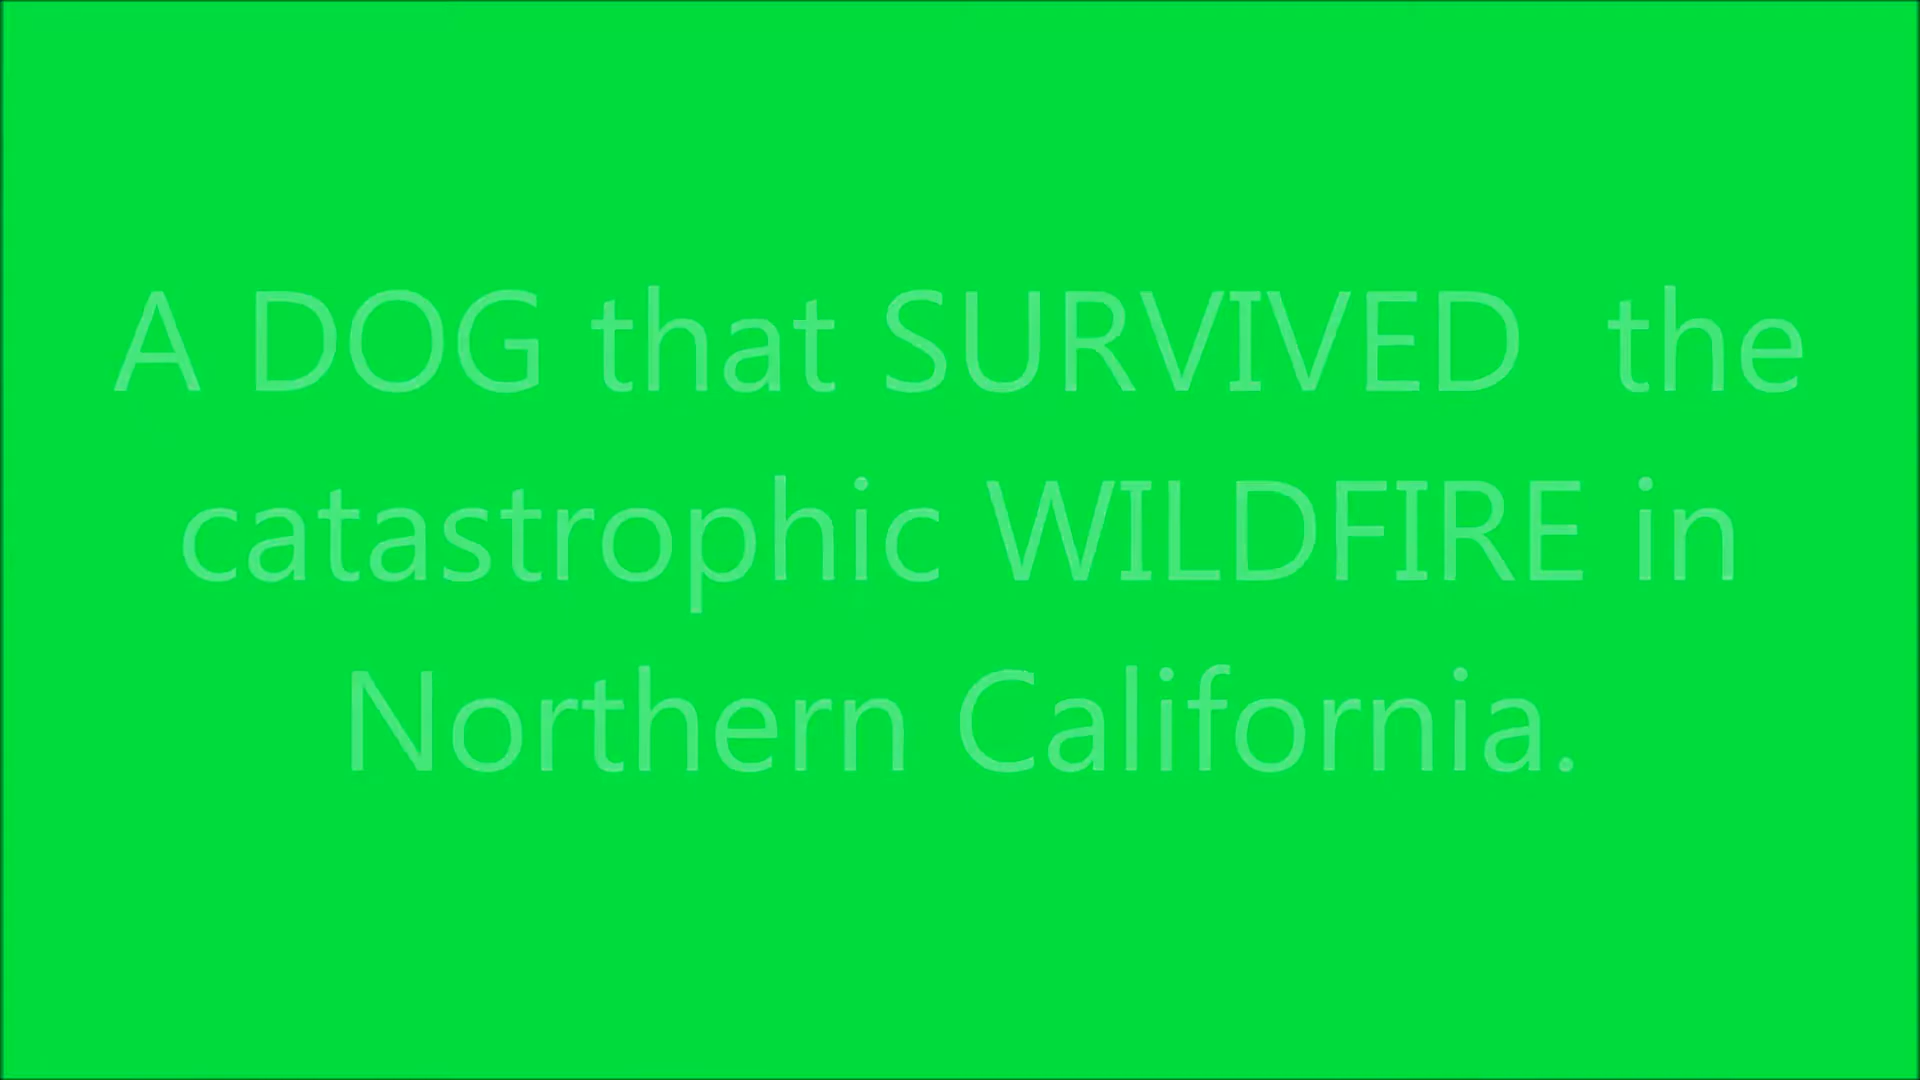 A DOG that SURVIVED  the
catastrophic WILDFIRE in
Northern California.